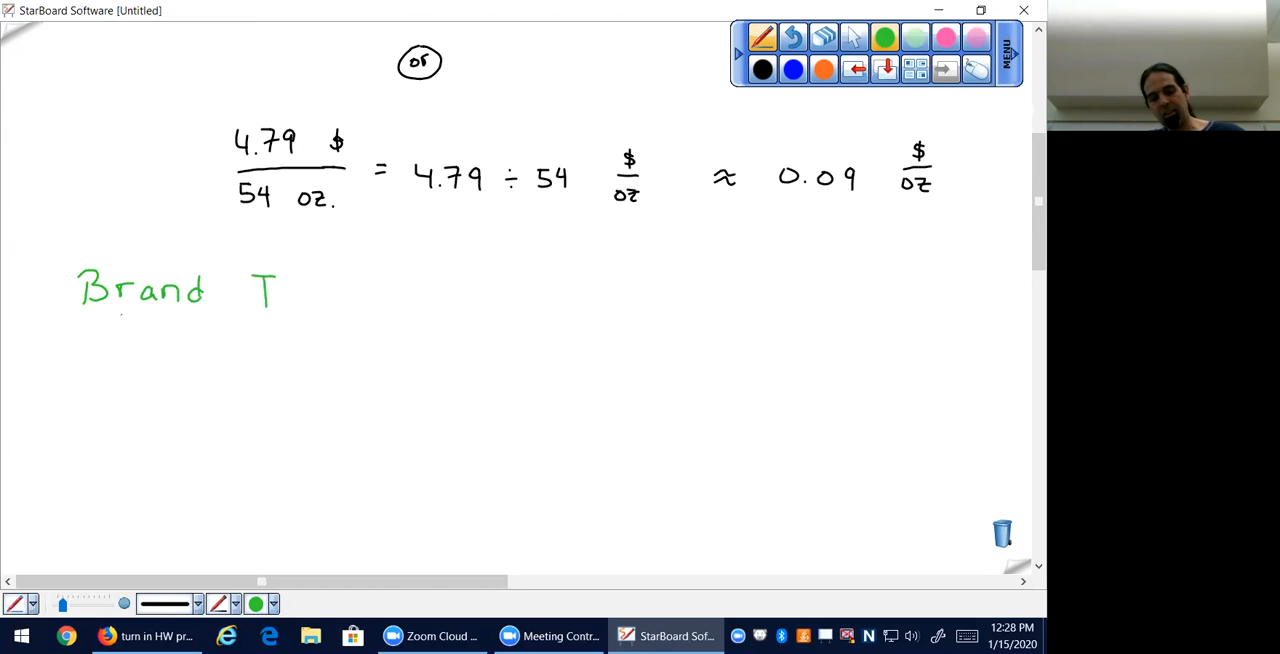 StarBoard Software [Untitled]
or
MENU
4.79 $ / 54 oz. = 4.79 ÷ 54 $/oz ≈ 0.09 $/oz
Brand T
turn in HW pr...
Zoom Cloud ...
Meeting Contr...
StarBoard Sof...
12:28 PM
1/15/2020